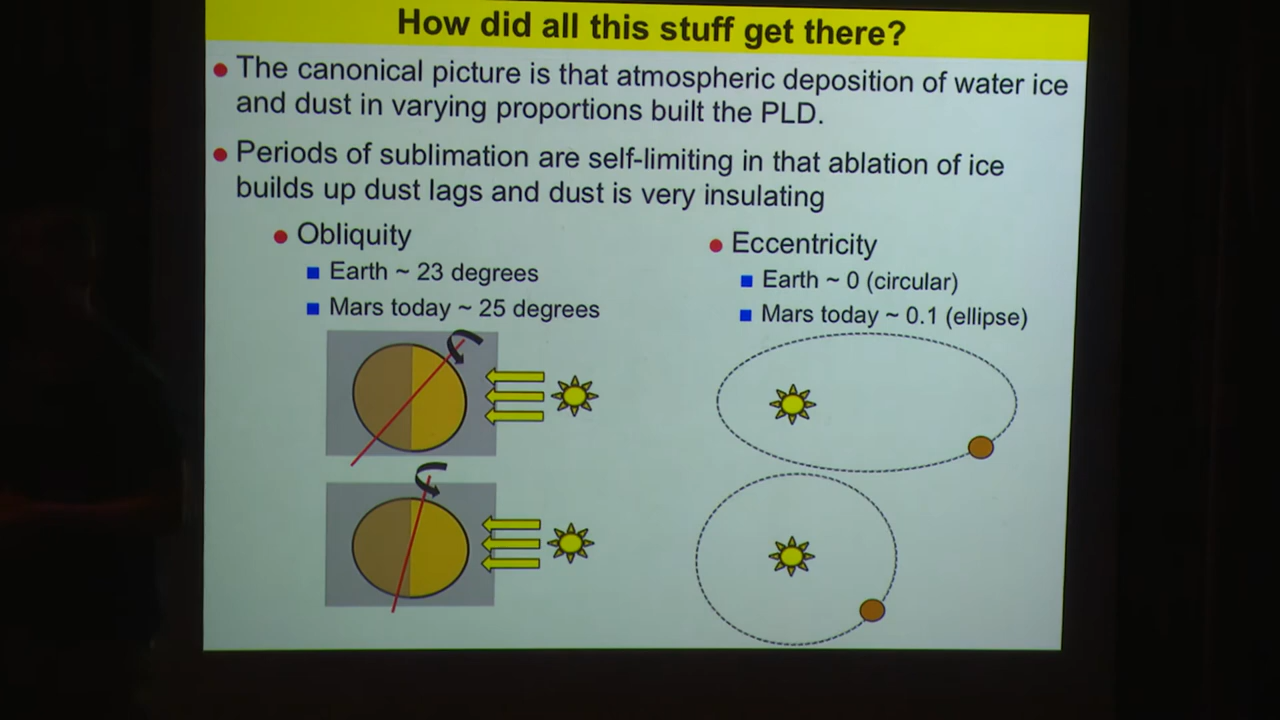 How did all this stuff get there?
The canonical picture is that atmospheric deposition of water ice
and dust in varying proportions built the PLD.
Periods of sublimation are self-limiting in that ablation of ice
builds up dust lags and dust is very insulating
Obliquity
Earth ~ 23 degrees
Mars today ~ 25 degrees
Eccentricity
Earth ~ 0 (circular)
Mars today ~ 0.1 (ellipse)